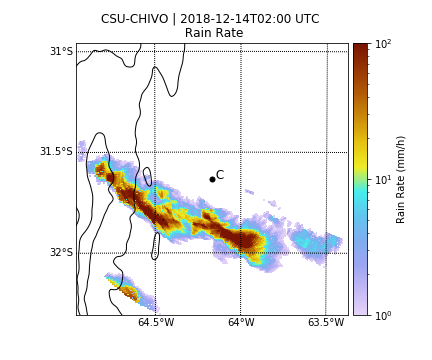 CSU-CHIVO | 2018-12-14T02:00 UTC
Rain Rate
31°S
31.5°S
32°S
C
64.5°W
64°W
63.5°W
10²
10¹
10⁰
Rain Rate (mm/h)